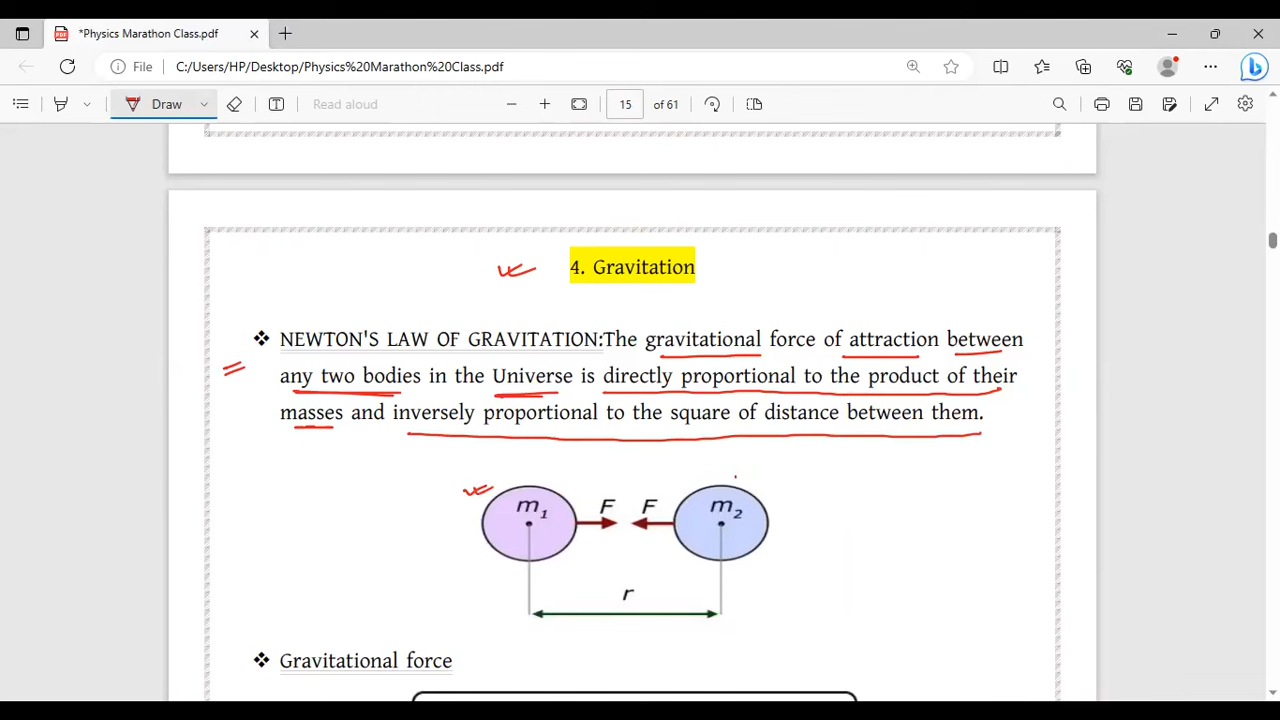 *Physics Marathon Class.pdf
File C:/Users/HP/Desktop/Physics%20Marathon%20Class.pdf
Draw Read aloud 15 of 61
4. Gravitation
❖ NEWTON'S LAW OF GRAVITATION:The gravitational force of attraction between
any two bodies in the Universe is directly proportional to the product of their
masses and inversely proportional to the square of distance between them.
m₁ F F m₂
r
❖ Gravitational force